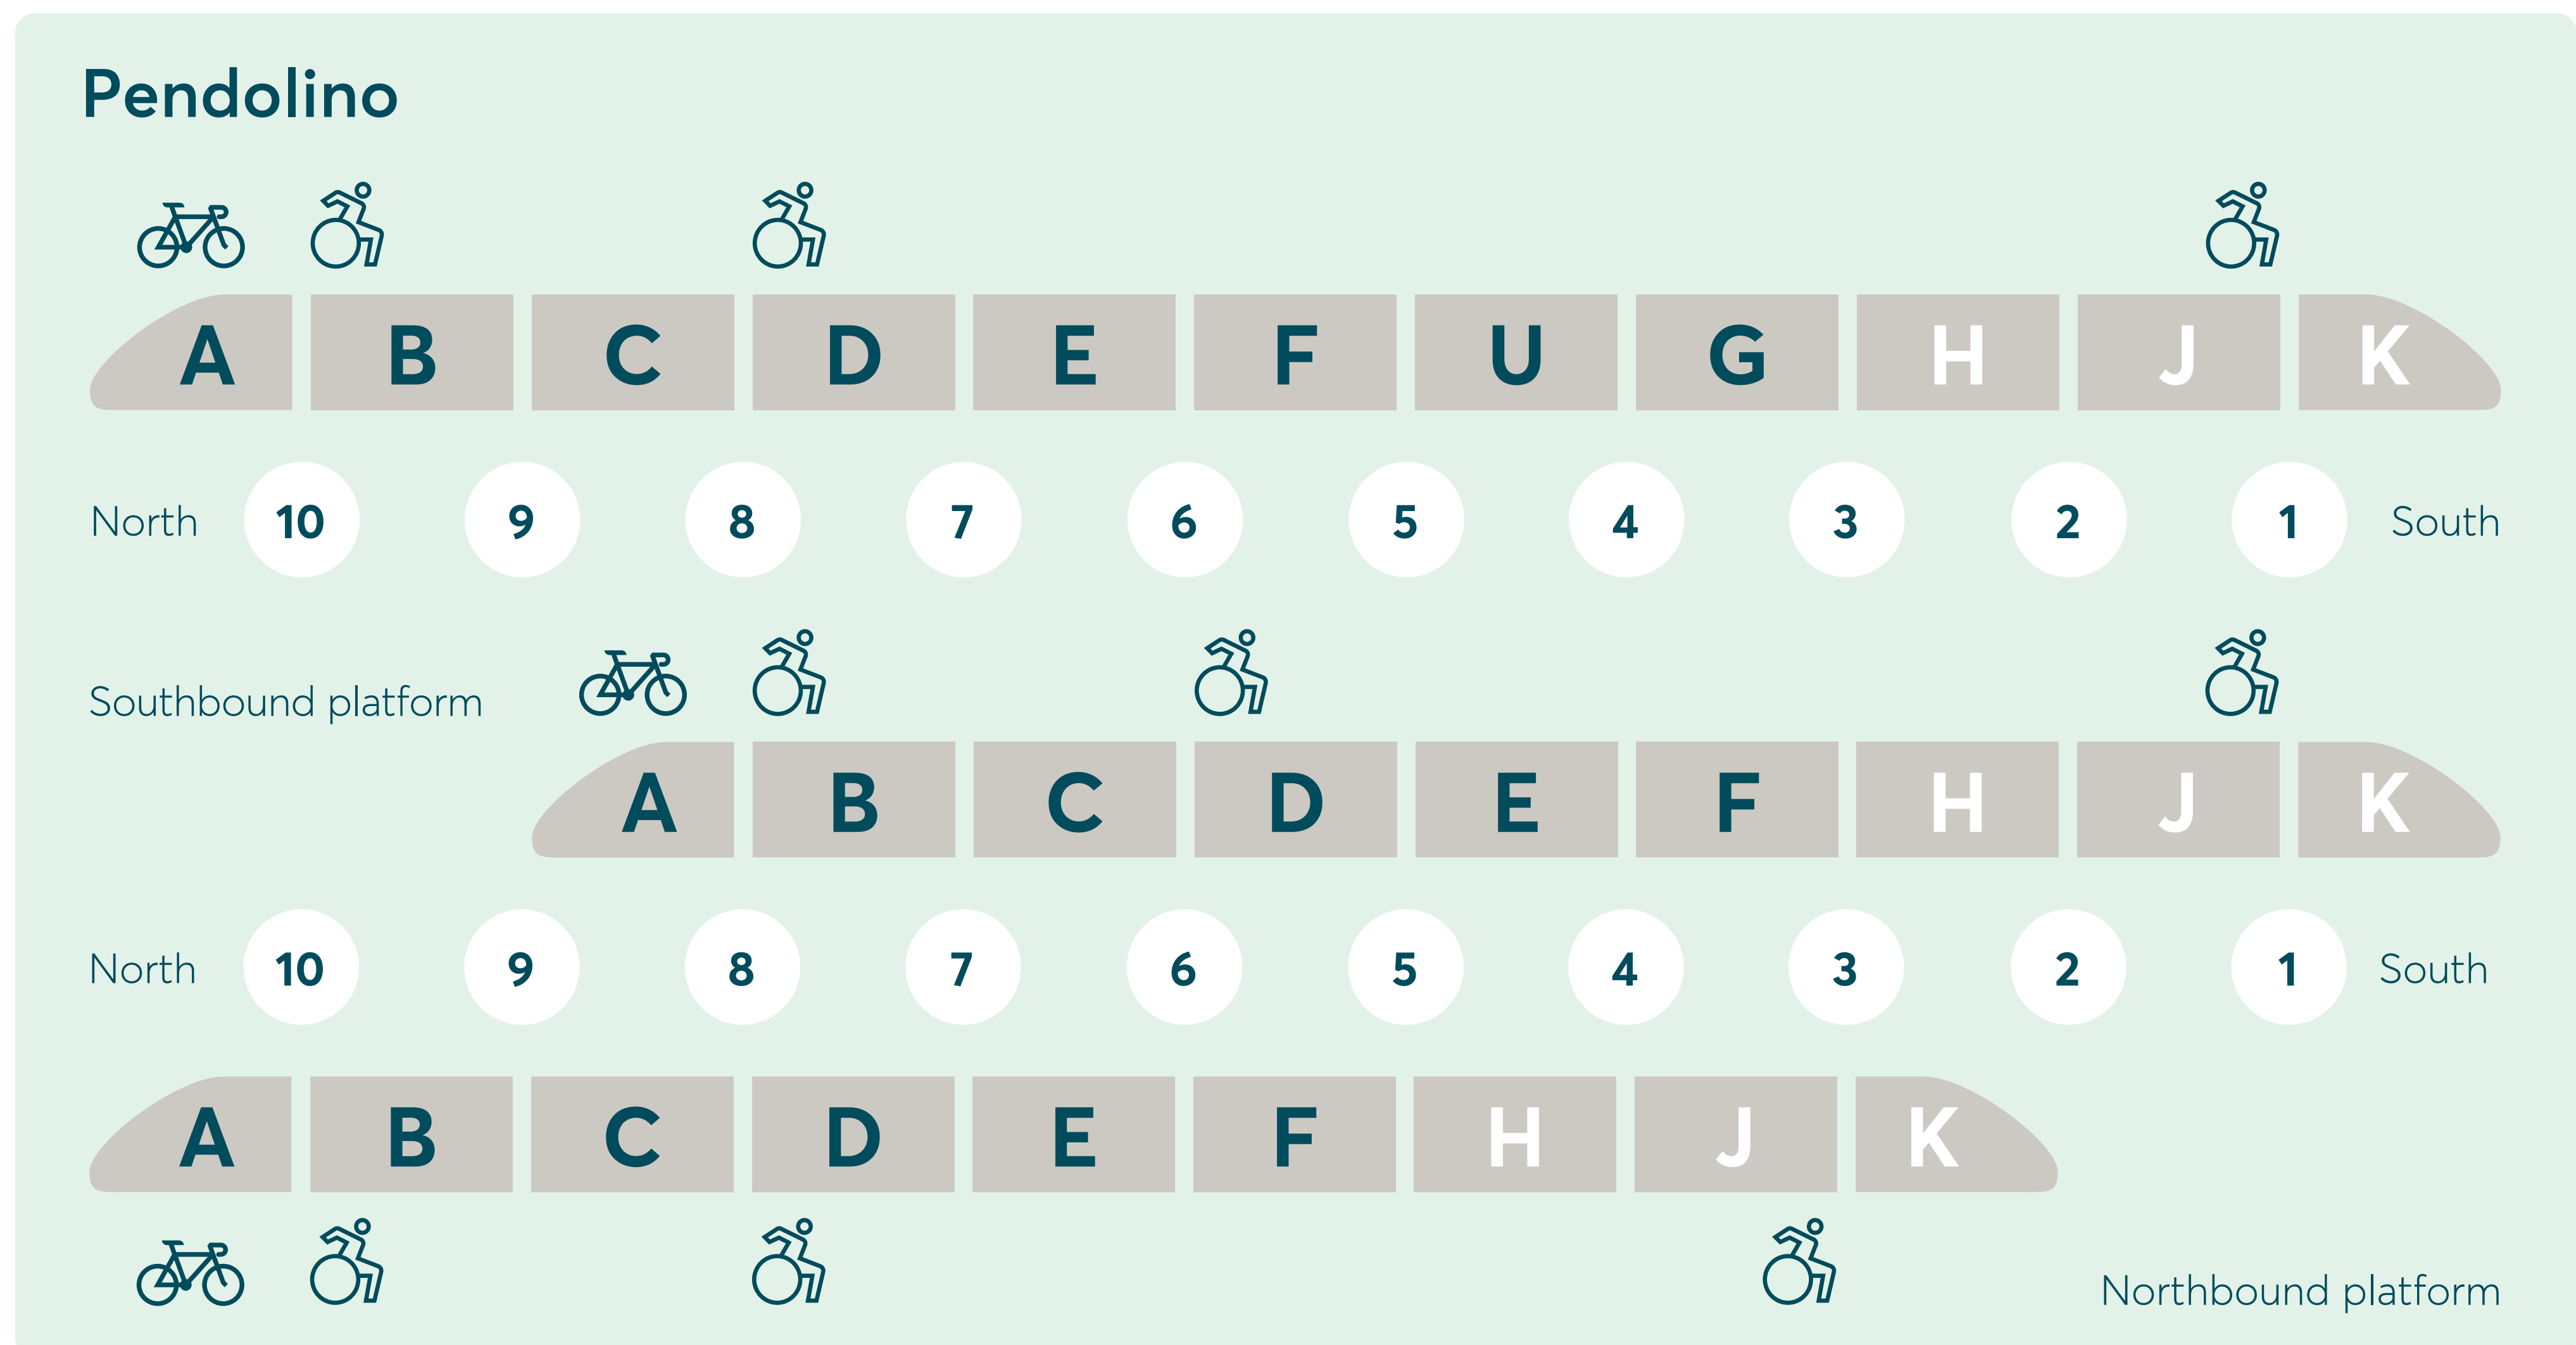 Pendolino
A B C D E F U G H J K
North 10 9 8 7 6 5 4 3 2 1 South
Southbound platform
A B C D E F H J K
North 10 9 8 7 6 5 4 3 2 1 South
A B C D E F H J K
Northbound platform